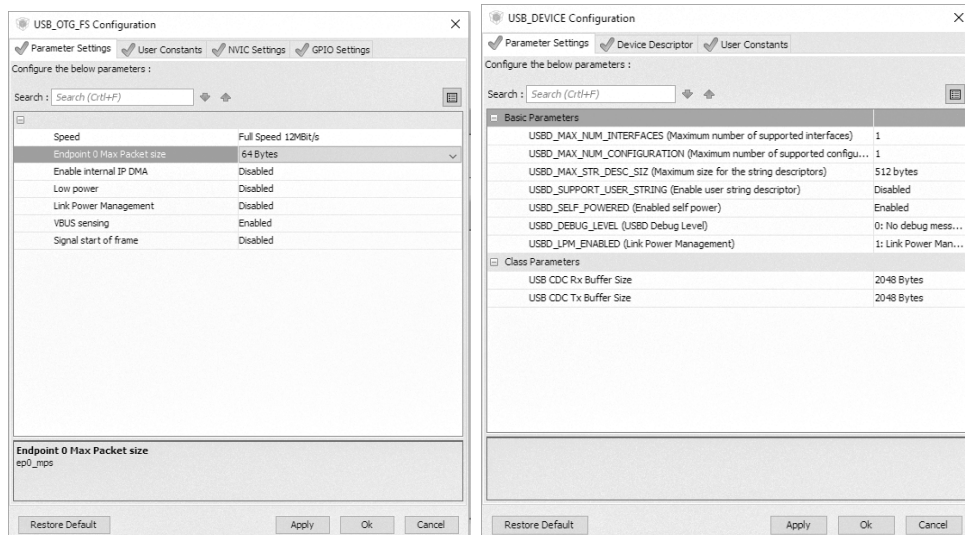 USB_OTG_FS Configuration
Parameter Settings User Constants NVIC Settings GPIO Settings
Configure the below parameters :
Search : Search (Crtl+F)
Speed Full Speed 12MBit/s
Endpoint 0 Max Packet size 64 Bytes
Enable internal IP DMA Disabled
Low power Disabled
Link Power Management Disabled
VBUS sensing Enabled
Signal start of frame Disabled
Endpoint 0 Max Packet size
ep0_mps
Restore Default Apply Ok Cancel
USB_DEVICE Configuration
Parameter Settings Device Descriptor User Constants
Configure the below parameters :
Search : Search (Crtl+F)
Basic Parameters
USBD_MAX_NUM_INTERFACES (Maximum number of supported interfaces) 1
USBD_MAX_NUM_CONFIGURATION (Maximum number of supported configu... 1
USBD_MAX_STR_DESC_SIZ (Maximum size for the string descriptors) 512 bytes
USBD_SUPPORT_USER_STRING (Enable user string descriptor) Disabled
USBD_SELF_POWERED (Enabled self power) Enabled
USBD_DEBUG_LEVEL (USBD Debug Level) 0: No debug mess...
USBD_LPM_ENABLED (Link Power Management) 1: Link Power Man...
Class Parameters
USB CDC Rx Buffer Size 2048 Bytes
USB CDC Tx Buffer Size 2048 Bytes
Restore Default Apply Ok Cancel